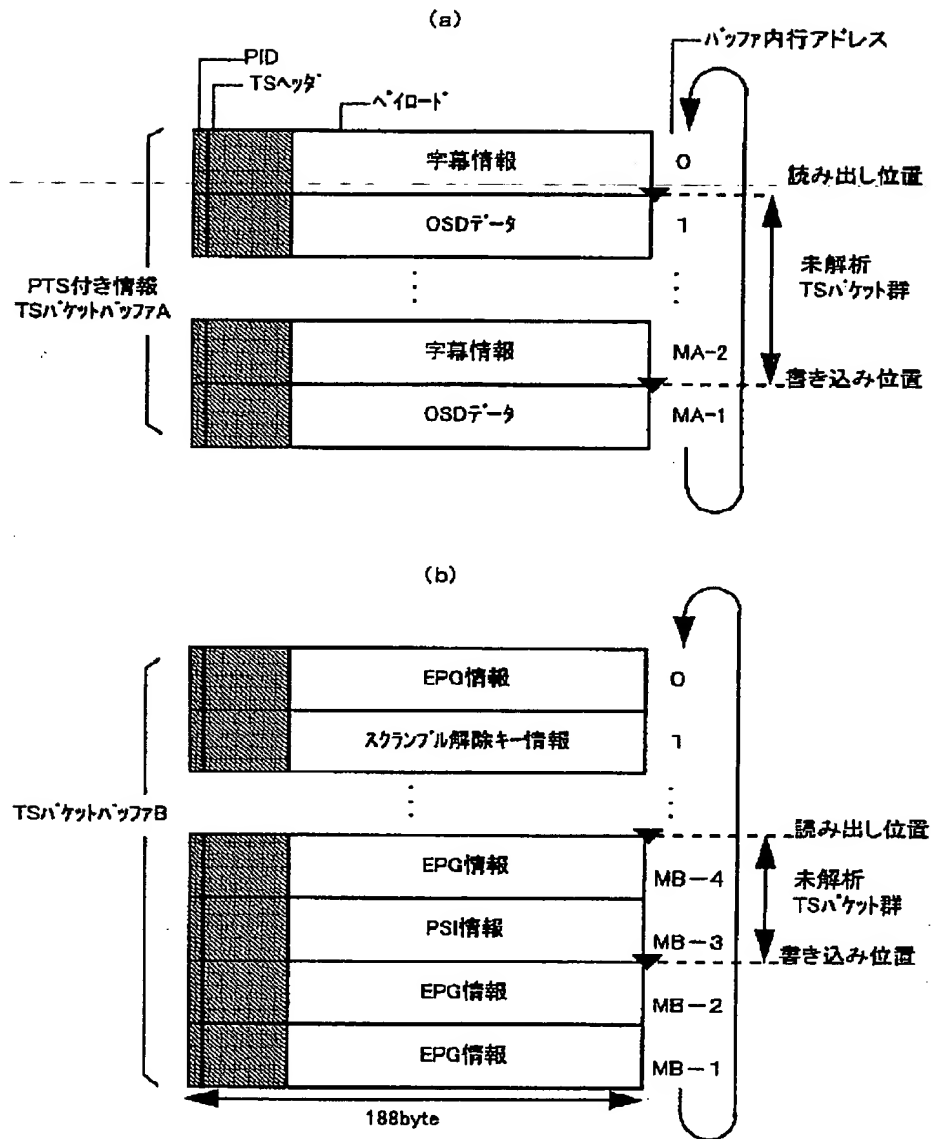 (a)
PID
TSヘッダ
ペイロード
バッファ内行アドレス
字幕情報
0
読み出し位置
OSDデータ
1
PTS付き情報
TSパケットバッファA
未解析
TSパケット群
字幕情報
MA-2
書き込み位置
OSDデータ
MA-1
(b)
EPG情報
0
スクランブル解除キー情報
1
TSパケットバッファB
読み出し位置
EPG情報
MB-4
未解析
TSパケット群
PSI情報
MB-3
書き込み位置
EPG情報
MB-2
EPG情報
MB-1
188byte